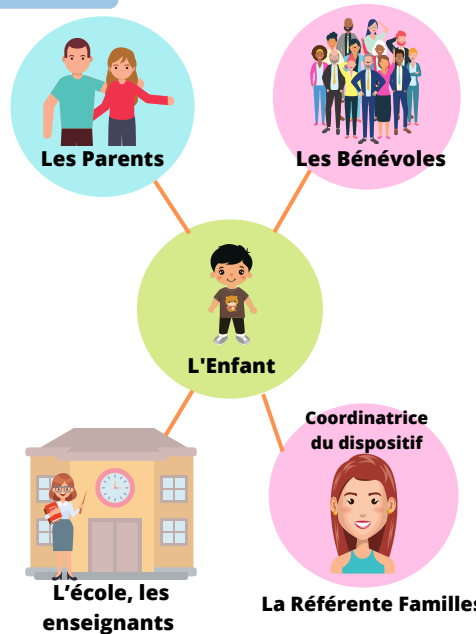 Les Parents
Les Bénévoles
L'Enfant
Coordinatrice
du dispositif
L'école, les
enseignants
La Référente Familles